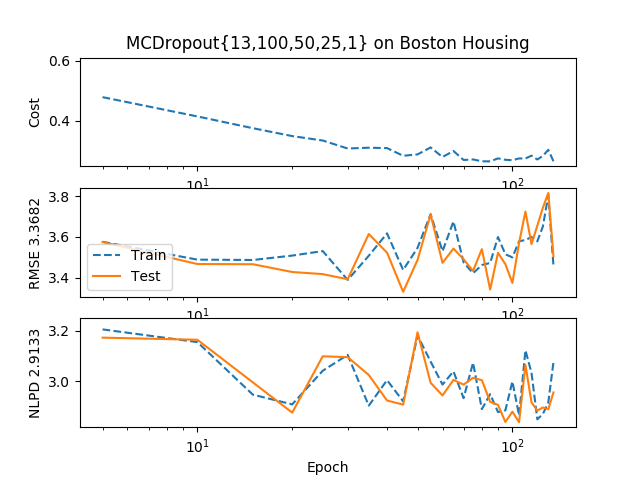 MCDropout{13,100,50,25,1} on Boston Housing
0.6
0.4
Cost
10¹ 10²
3.8
3.6
3.4
RMSE 3.3682
Train
Test
10¹ 10²
3.2
3.0
NLPD 2.9133
10¹ 10²
Epoch